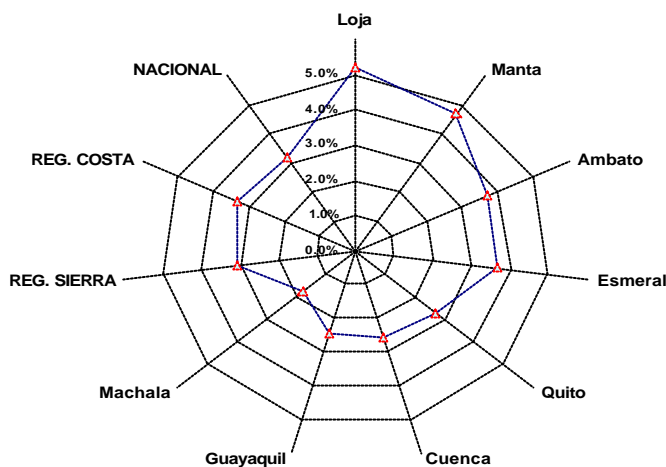 Loja
NACIONAL
Manta
5.0%
4.0%
REG. COSTA
Ambato
3.0%
2.0%
1.0%
0.0%
REG. SIERRA
Esmeral
Machala
Quito
Guayaquil
Cuenca